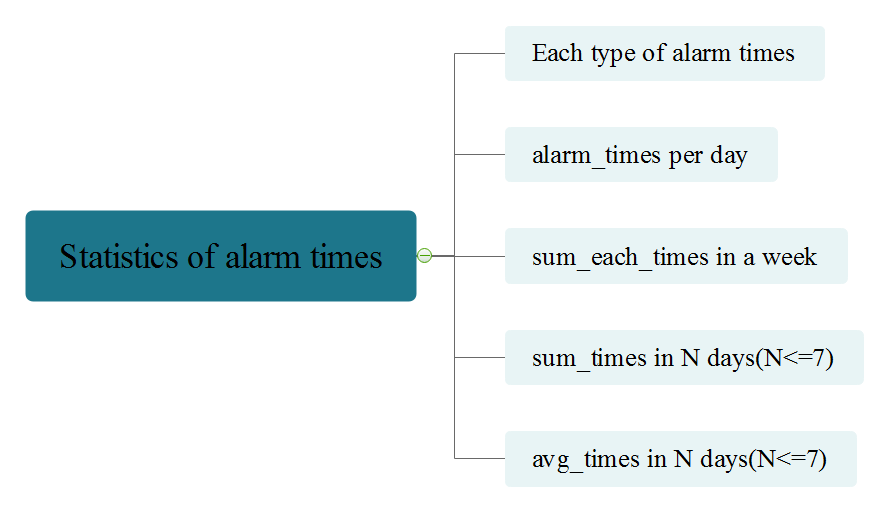 Each type of alarm times
alarm_times per day
Statistics of alarm times
sum_each_times in a week
sum_times in N days(N<=7)
avg_times in N days(N<=7)